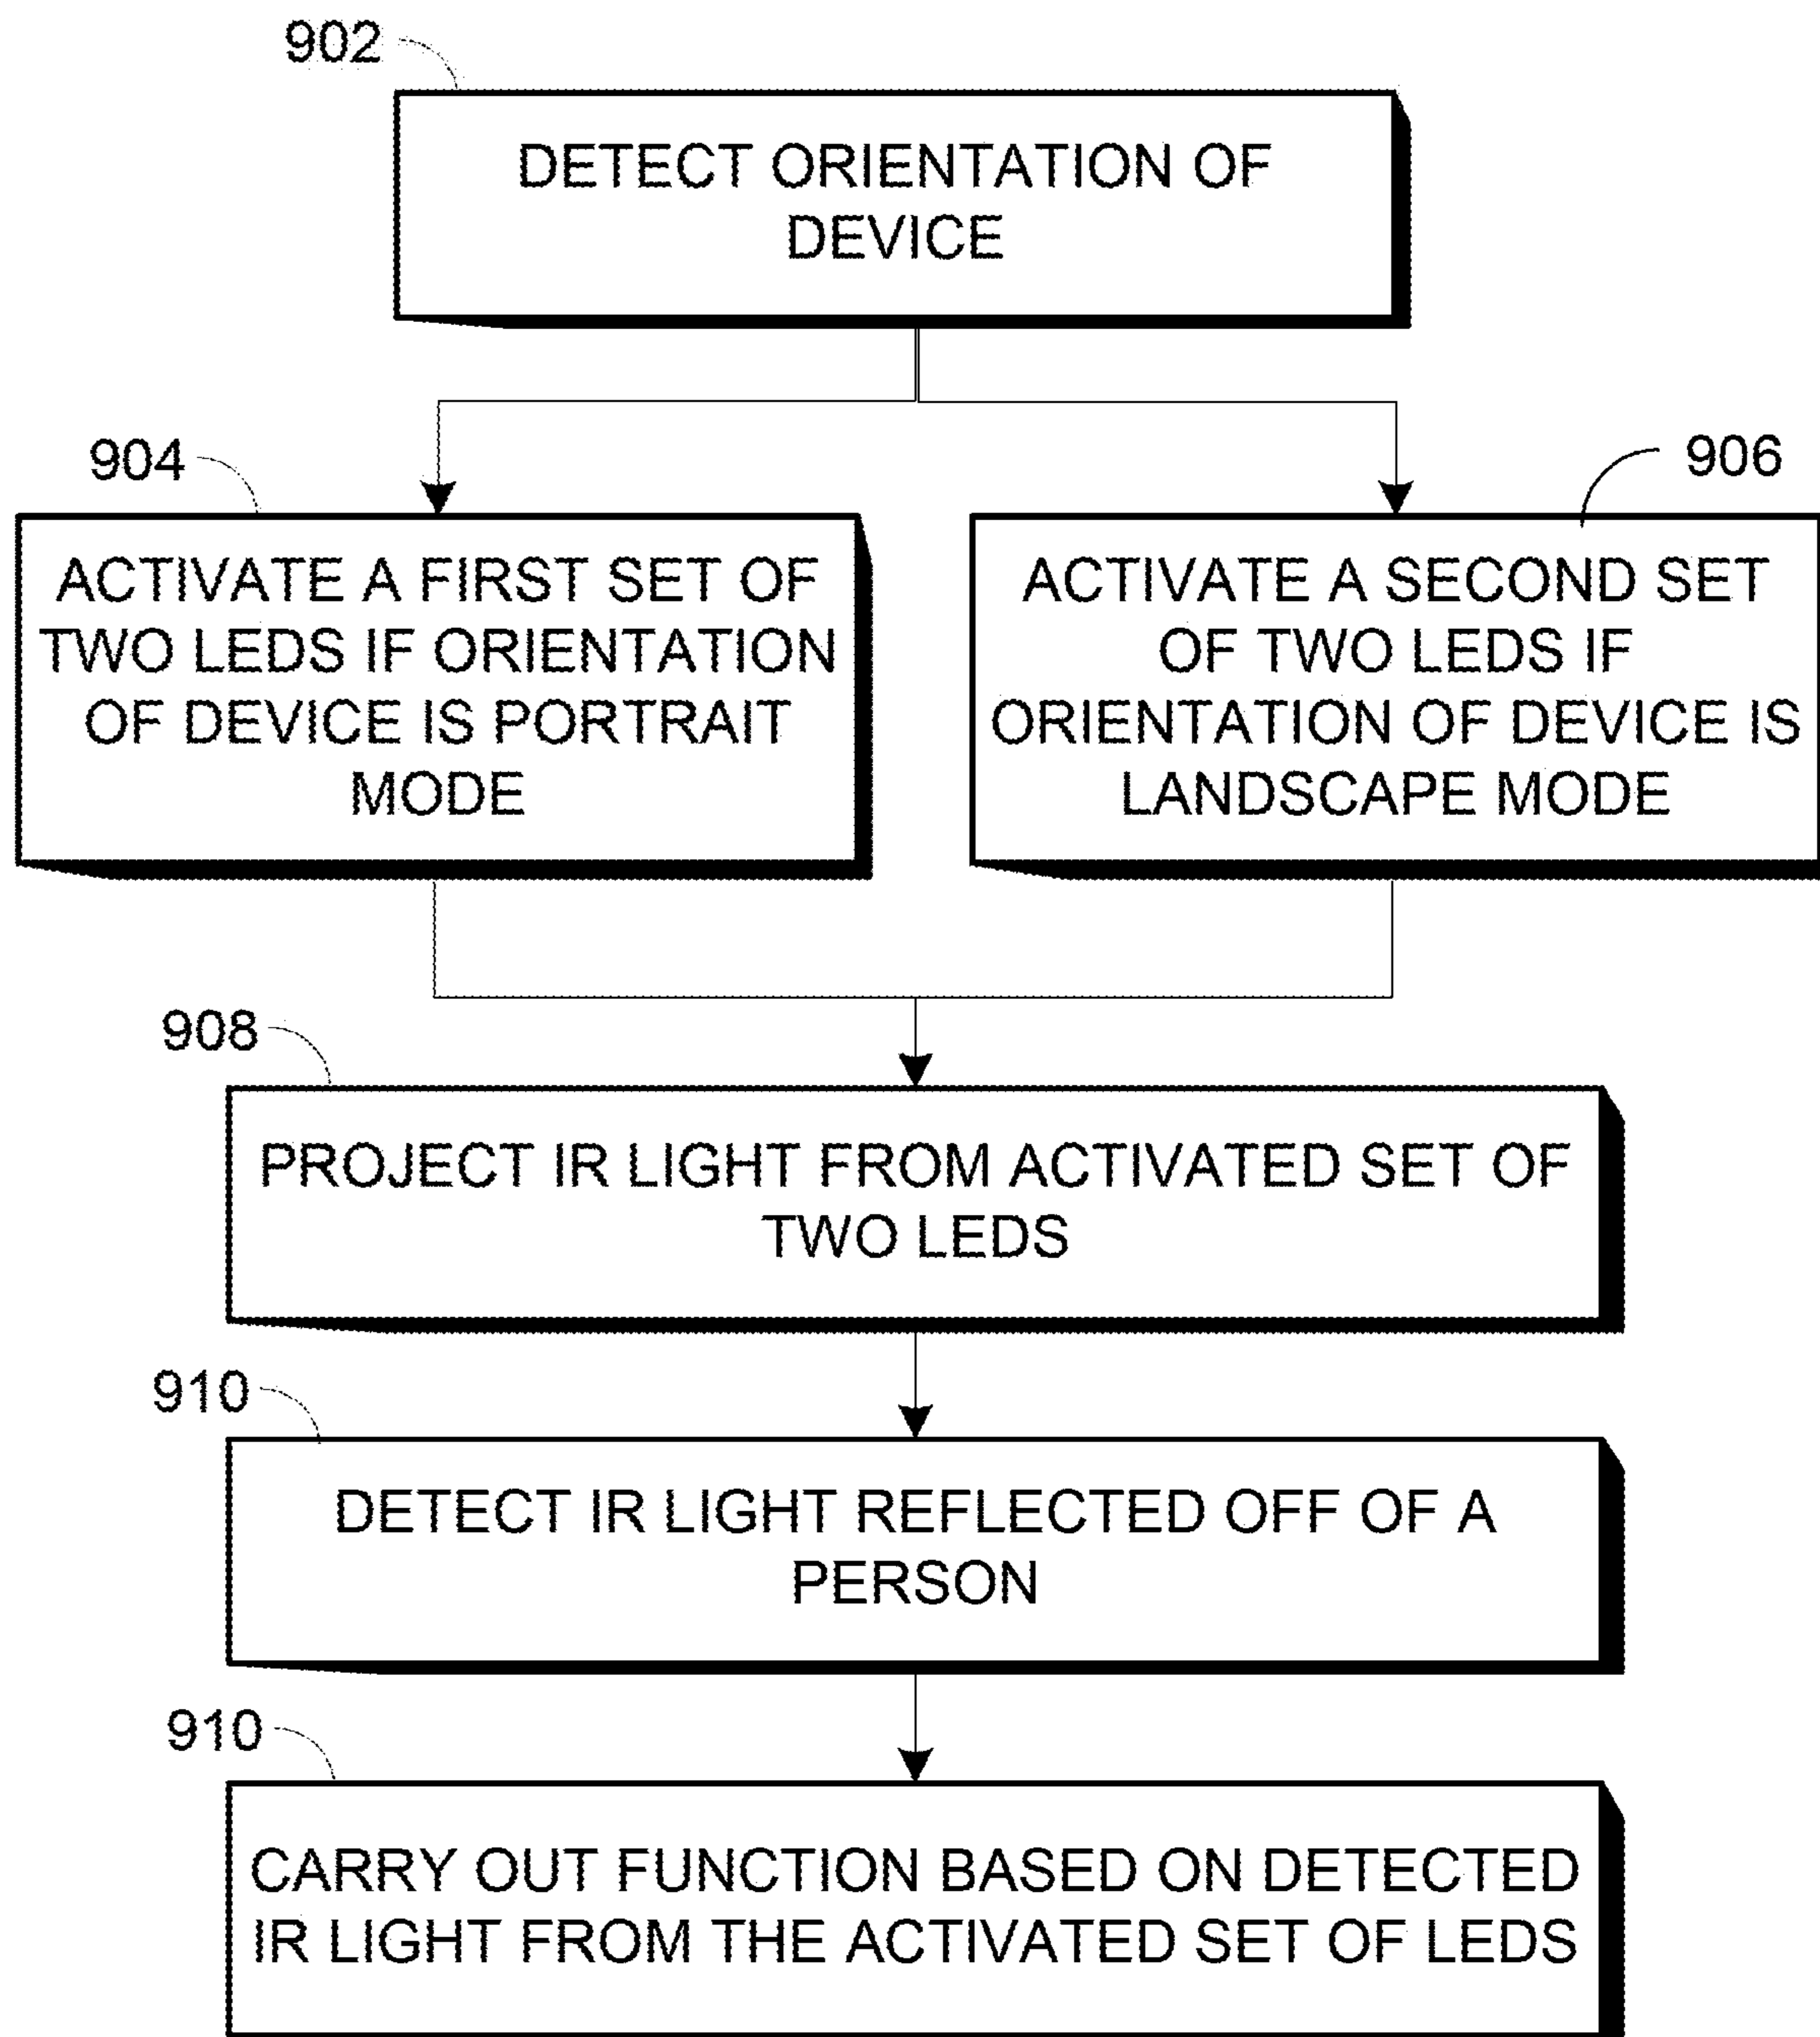 902
DETECT ORIENTATION OF
DEVICE
904
ACTIVATE A FIRST SET OF
TWO LEDS IF ORIENTATION
OF DEVICE IS PORTRAIT
MODE
906
ACTIVATE A SECOND SET
OF TWO LEDS IF
ORIENTATION OF DEVICE IS
LANDSCAPE MODE
908
PROJECT IR LIGHT FROM ACTIVATED SET OF
TWO LEDS
910
DETECT IR LIGHT REFLECTED OFF OF A
PERSON
910
CARRY OUT FUNCTION BASED ON DETECTED
IR LIGHT FROM THE ACTIVATED SET OF LEDS